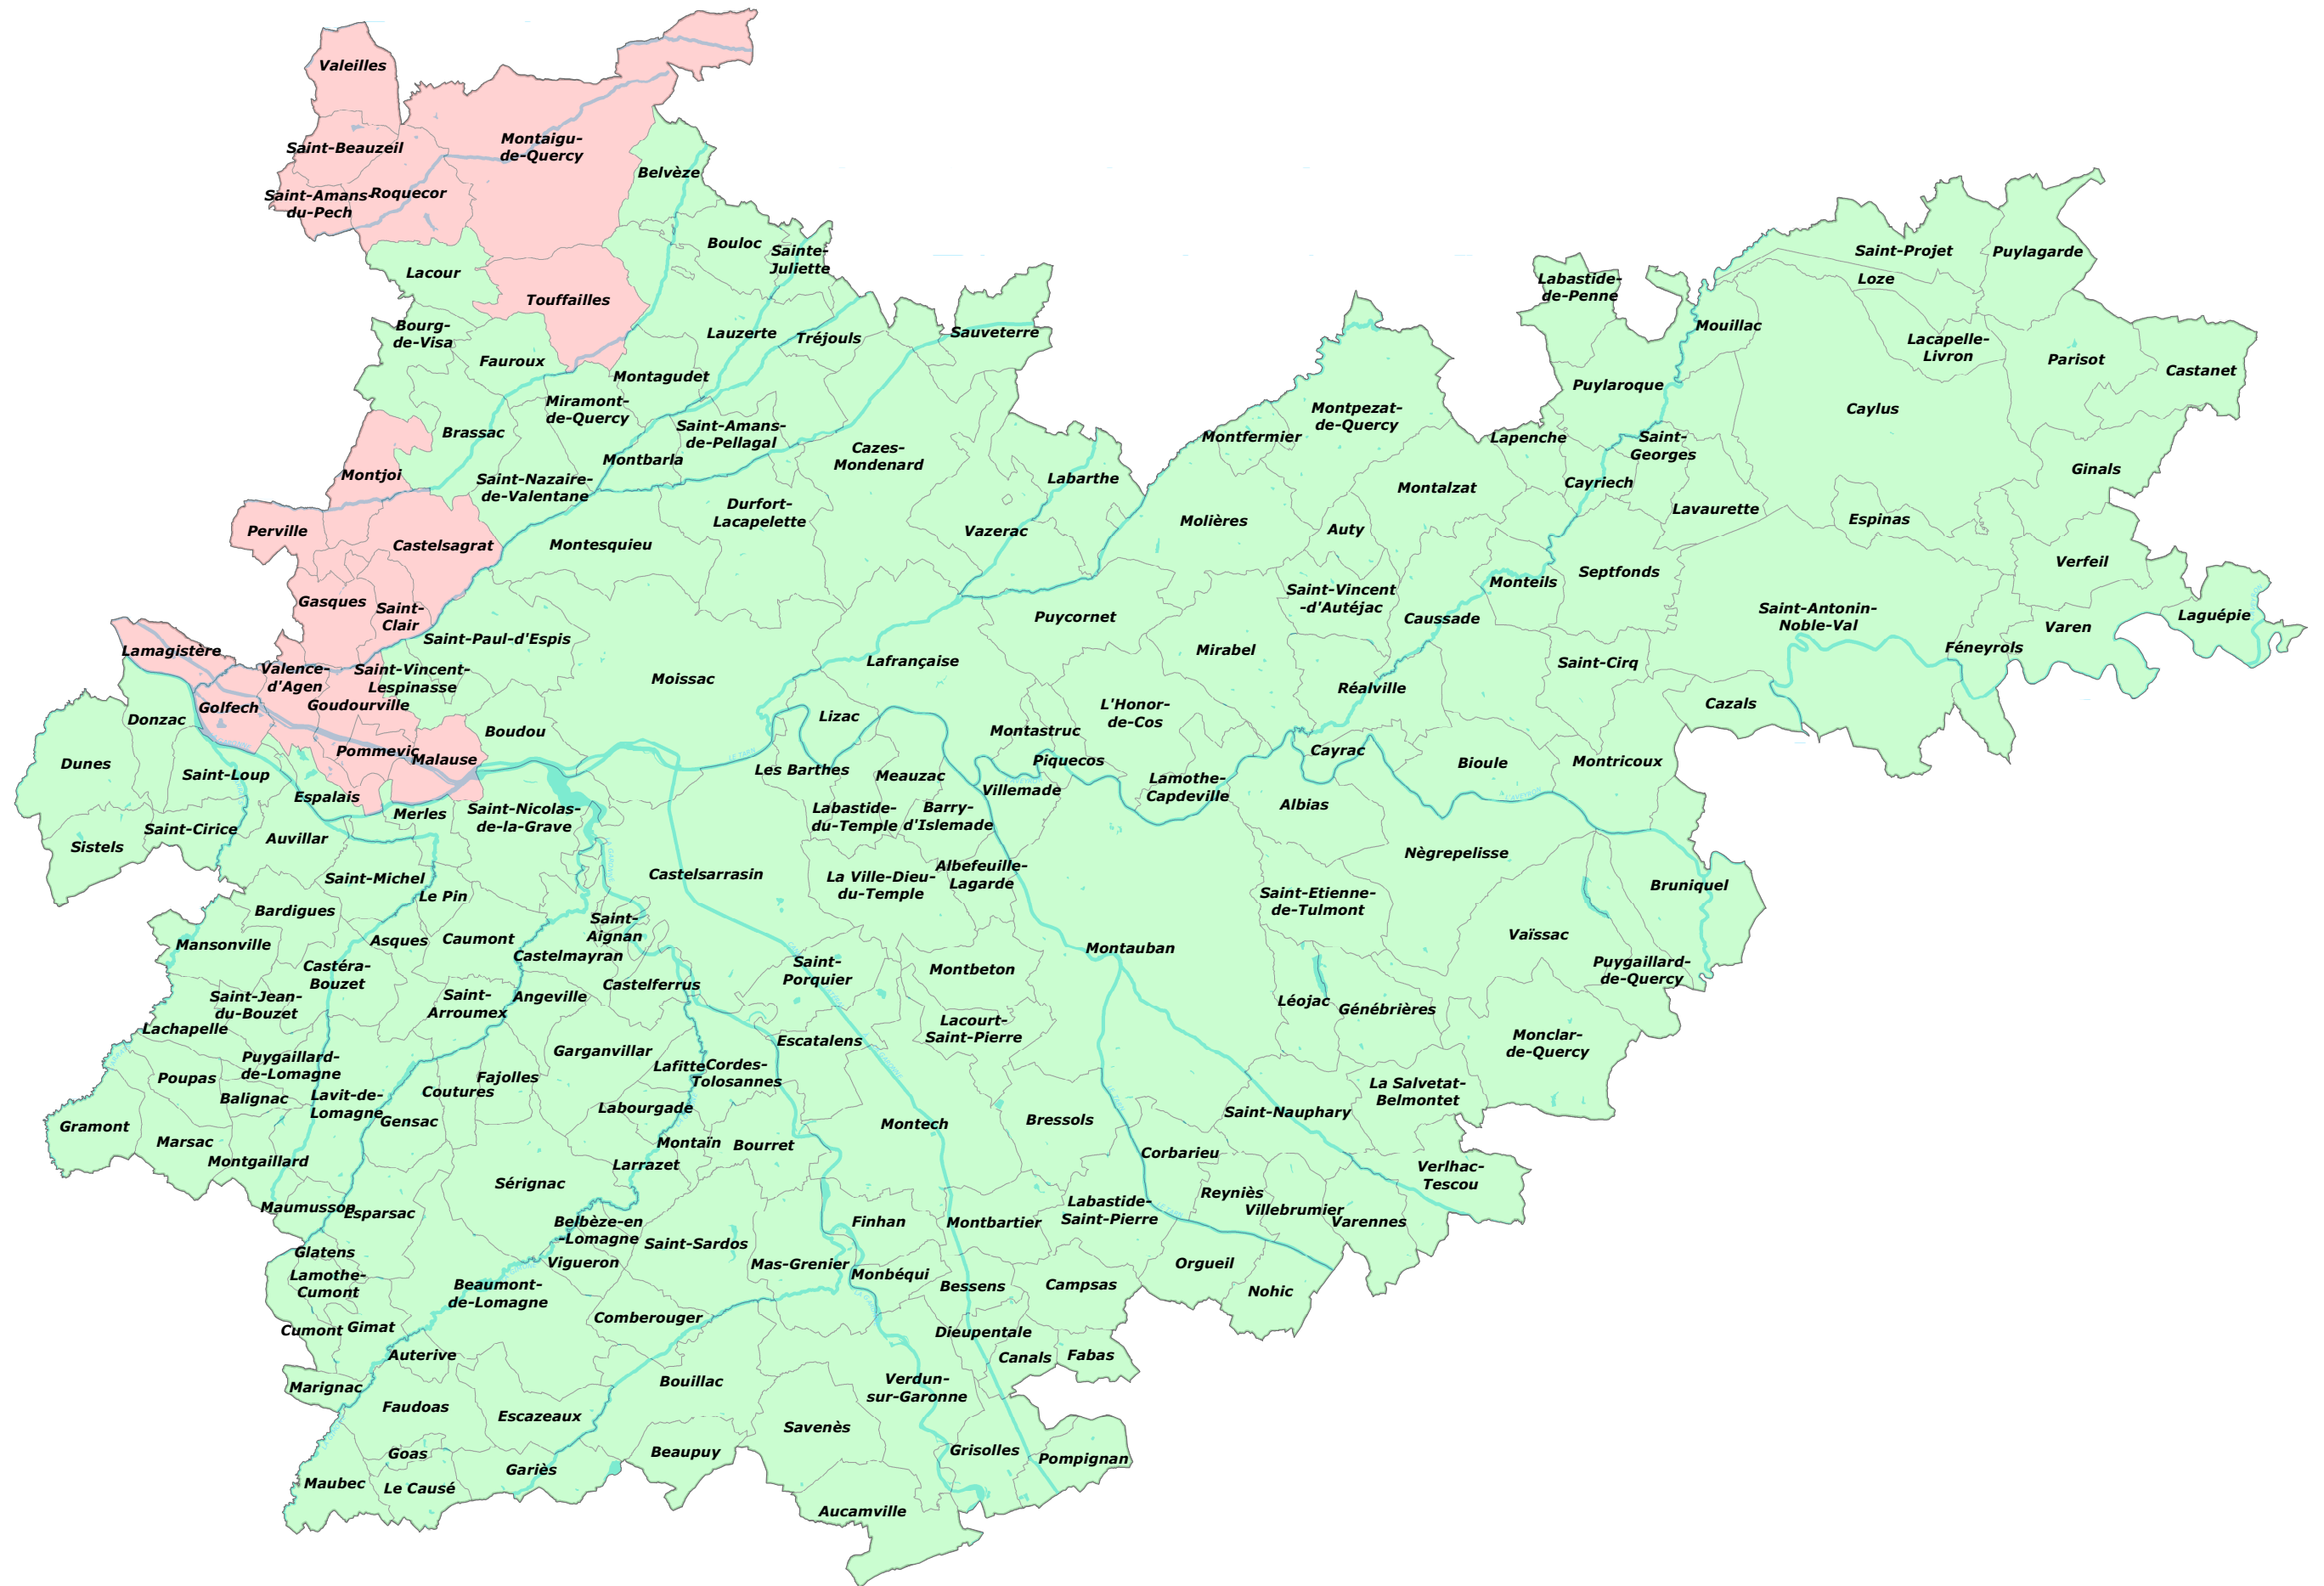 Valeilles
Saint-Beauzeil
Montaigu-
de-Quercy
Belvèze
Roquecor
Saint-Amans-
du-Pech
Bouloc
Sainte-
Juliette
Lacour
Touffailles
Bourg-
de-Visa
Fauroux
Lauzerte
Tréjouls
Sauveterre
Montagudet
Miramont-
de-Quercy
Brassac
Saint-Amans-
de-Pellagal
Montbarla
Cazes-
Mondenard
Montjoi
Saint-Nazaire-
de-Valentane
Durfort-
Lacapelette
Labarthe
Vazerac
Perville
Castelsagrat
Montesquieu
Gasques
Saint-
Clair
Saint-Paul-d'Espis
Lamagistère
Valence-
d'Agen
Saint-Vincent-
Lespinasse
Goudourville
Golfech
Moissac
Lafrançaise
Donzac
Boudou
Pommevic
Malause
Dunes
Saint-Loup
Espalais
Merles
Saint-Nicolas-
de-la-Grave
Saint-Cirice
Auvillar
Sistels
Labastide-
de-Penne
Saint-Projet
Puylagarde
Loze
Mouillac
Lacapelle-
Livron
Parisot
Castanet
Puylaroque
Caylus
Montpezat-
de-Quercy
Montfermier
Lapenche
Saint-
Georges
Cayriech
Ginals
Montalzat
Lavaurette
Espinas
Molières
Auty
Verfeil
Monteils
Septfonds
Saint-Vincent
-d'Autéjac
Caussade
Saint-Antonin-
Noble-Val
Laguépie
Varen
Féneyrols
Puycornet
Mirabel
Saint-Cirq
Réalville
Cazals
L'Honor-
de-Cos
Lizac
Montastruc
Piquecos
Cayrac
Bioule
Montricoux
Les Barthes
Meauzac
Villemade
Lamothe-
Capdeville
Albias
Labastide-
du-Temple
Barry-
d'Islemade
Nègrepelisse
Bruniquel
Castelsarrasin
La Ville-Dieu-
du-Temple
Albefeuille-
Lagarde
Saint-Etienne-
de-Tulmont
Vaïssac
Montauban
Puygaillard-
de-Quercy
Saint-Michel
Le Pin
Bardigues
Saint-
Aignan
Mansonville
Asques
Caumont
Castelmayran
Castéra-
Bouzet
Castelferrus
Saint-
Porquier
Montbeton
Saint-Jean-
du-Bouzet
Saint-
Arroumex
Angeville
Léojac
Génébrières
Lachapelle
Escatalens
Lacourt-
Saint-Pierre
Monclar-
de-Quercy
Puygaillard-
de-Lomagne
Garganvillar
Lafitte
Cordes-
Tolosannes
Poupas
Balignac
Lavit-de-
Lomagne
Coutures
Fajolles
Gensac
Labourgade
La Salvetat-
Belmontet
Saint-Nauphary
Gramont
Marsac
Montgaillard
Montaïn
Bourret
Montech
Bressols
Corbarieu
Larrazet
Sérignac
Verlhac-
Tescou
Maumusson
Esparsac
Belbèze-en
-Lomagne
Finhan
Montbartier
Labastide-
Saint-Pierre
Reyniès
Villebrumier
Varennes
Glatens
Vigueron
Saint-Sardos
Mas-Grenier
Monbéqui
Bessens
Campsas
Orgueil
Nohic
Lamothe-
Cumont
Beaumont-
de-Lomagne
Comberouger
Cumont
Gimat
Dieupentale
Auterive
Canals
Fabas
Marignac
Bouillac
Verdun-
sur-Garonne
Faudoas
Escazeaux
Savenès
Goas
Beaupuy
Grisolles
Pompignan
Maubec
Le Causé
Gariès
Aucamville
LE TARN
L'AVEYRON